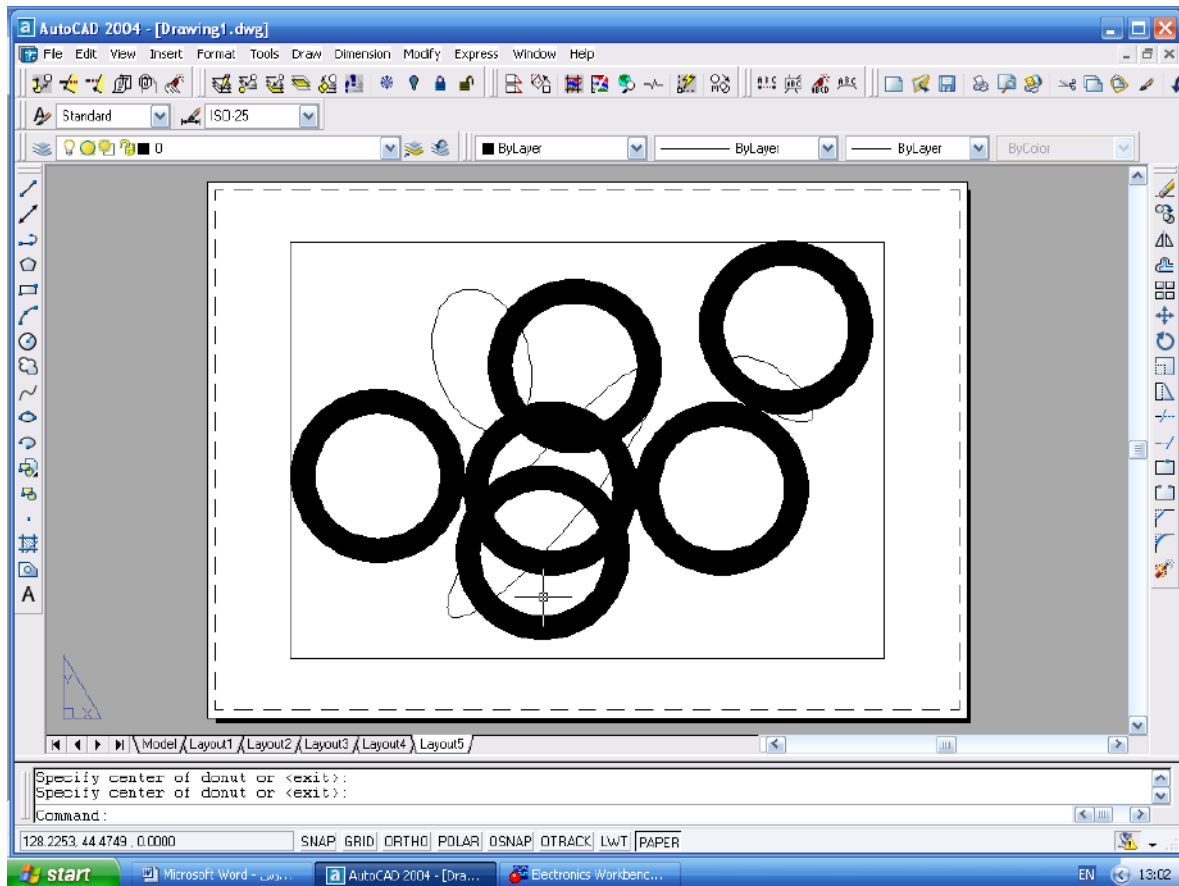 AutoCAD 2004 - [Drawing1.dwg]
File Edit View Insert Format Tools Draw Dimension Modify Express Window Help
Standard ISO-25
0 ByLayer ByLayer ByLayer ByColor
Y
X
A
Model Layout1 Layout2 Layout3 Layout4 Layout5
Specify center of donut or <exit>:
Specify center of donut or <exit>:
Command:
128.2253, 44.4749 , 0.0000 SNAP GRID ORTHO POLAR OSNAP OTRACK LWT PAPER
start Microsoft Word - ... AutoCAD 2004 - [Dra... Electronics Workbenc... EN 13:02